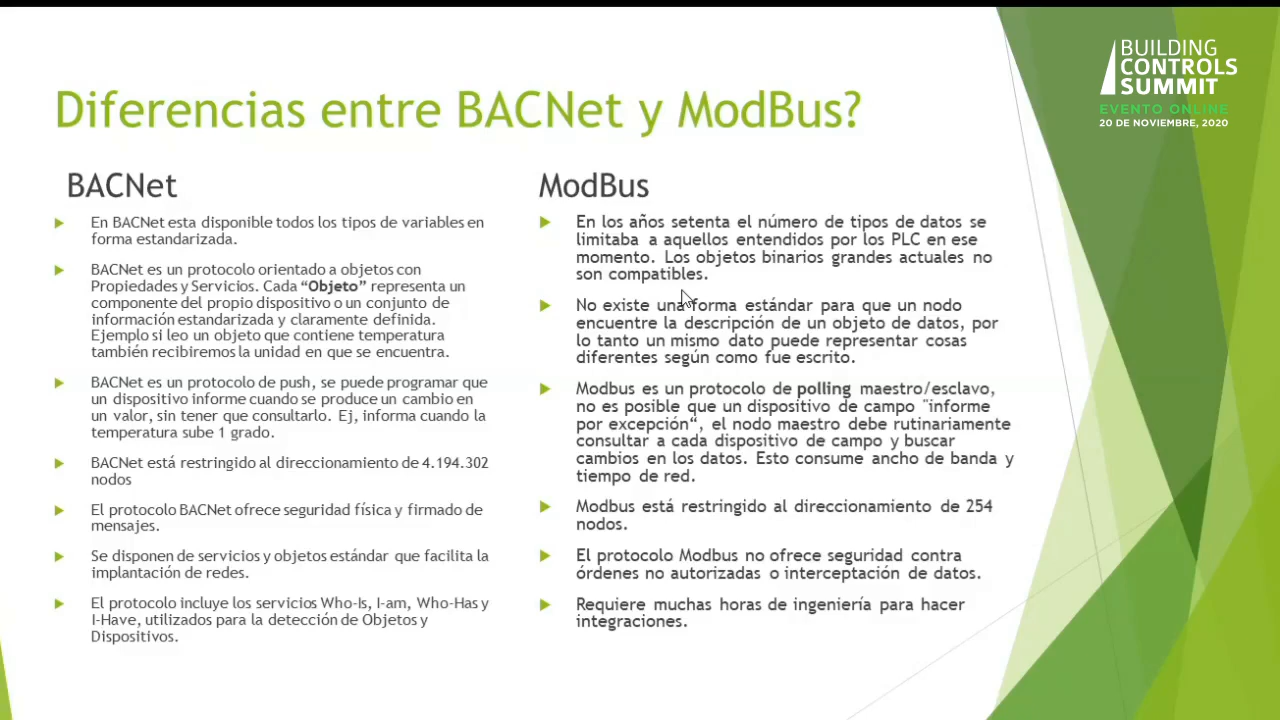 BUILDING
CONTROLS
SUMMIT
EVENTO ONLINE
20 DE NOVIEMBRE, 2020
Diferencias entre BACNet y ModBus?
BACNet
En BACNet esta disponible todos los tipos de variables en
forma estandarizada.
BACNet es un protocolo orientado a objetos con
Propiedades y Servicios. Cada “Objeto” representa un
componente del propio dispositivo o un conjunto de
información estandarizada y claramente definida.
Ejemplo si leo un objeto que contiene temperatura
también recibiremos la unidad en que se encuentra.
BACNet es un protocolo de push, se puede programar que
un dispositivo informe cuando se produce un cambio en
un valor, sin tener que consultarlo. Ej, informa cuando la
temperatura sube 1 grado.
BACNet está restringido al direccionamiento de 4.194.302
nodos
El protocolo BACNet ofrece seguridad física y firmado de
mensajes.
Se disponen de servicios y objetos estándar que facilita la
implantación de redes.
El protocolo incluye los servicios Who-Is, I-am, Who-Has y
I-Have, utilizados para la detección de Objetos y
Dispositivos.
ModBus
En los años setenta el número de tipos de datos se
limitaba a aquellos entendidos por los PLC en ese
momento. Los objetos binarios grandes actuales no
son compatibles.
No existe una forma estándar para que un nodo
encuentre la descripción de un objeto de datos, por
lo tanto un mismo dato puede representar cosas
diferentes según como fue escrito.
Modbus es un protocolo de polling maestro/esclavo,
no es posible que un dispositivo de campo "informe
por excepción“, el nodo maestro debe rutinariamente
consultar a cada dispositivo de campo y buscar
cambios en los datos. Esto consume ancho de banda y
tiempo de red.
Modbus está restringido al direccionamiento de 254
nodos.
El protocolo Modbus no ofrece seguridad contra
órdenes no autorizadas o interceptación de datos.
Requiere muchas horas de ingeniería para hacer
integraciones.